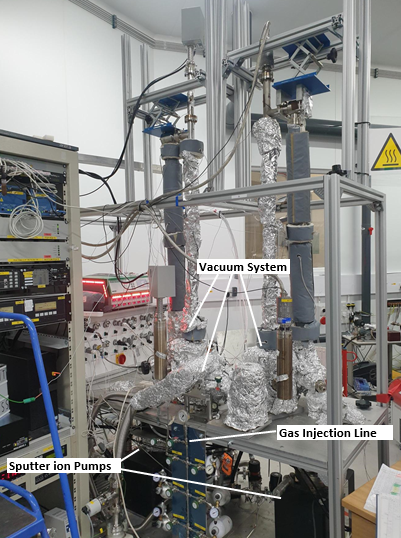 Vacuum System
Gas Injection Line
Sputter ion Pumps